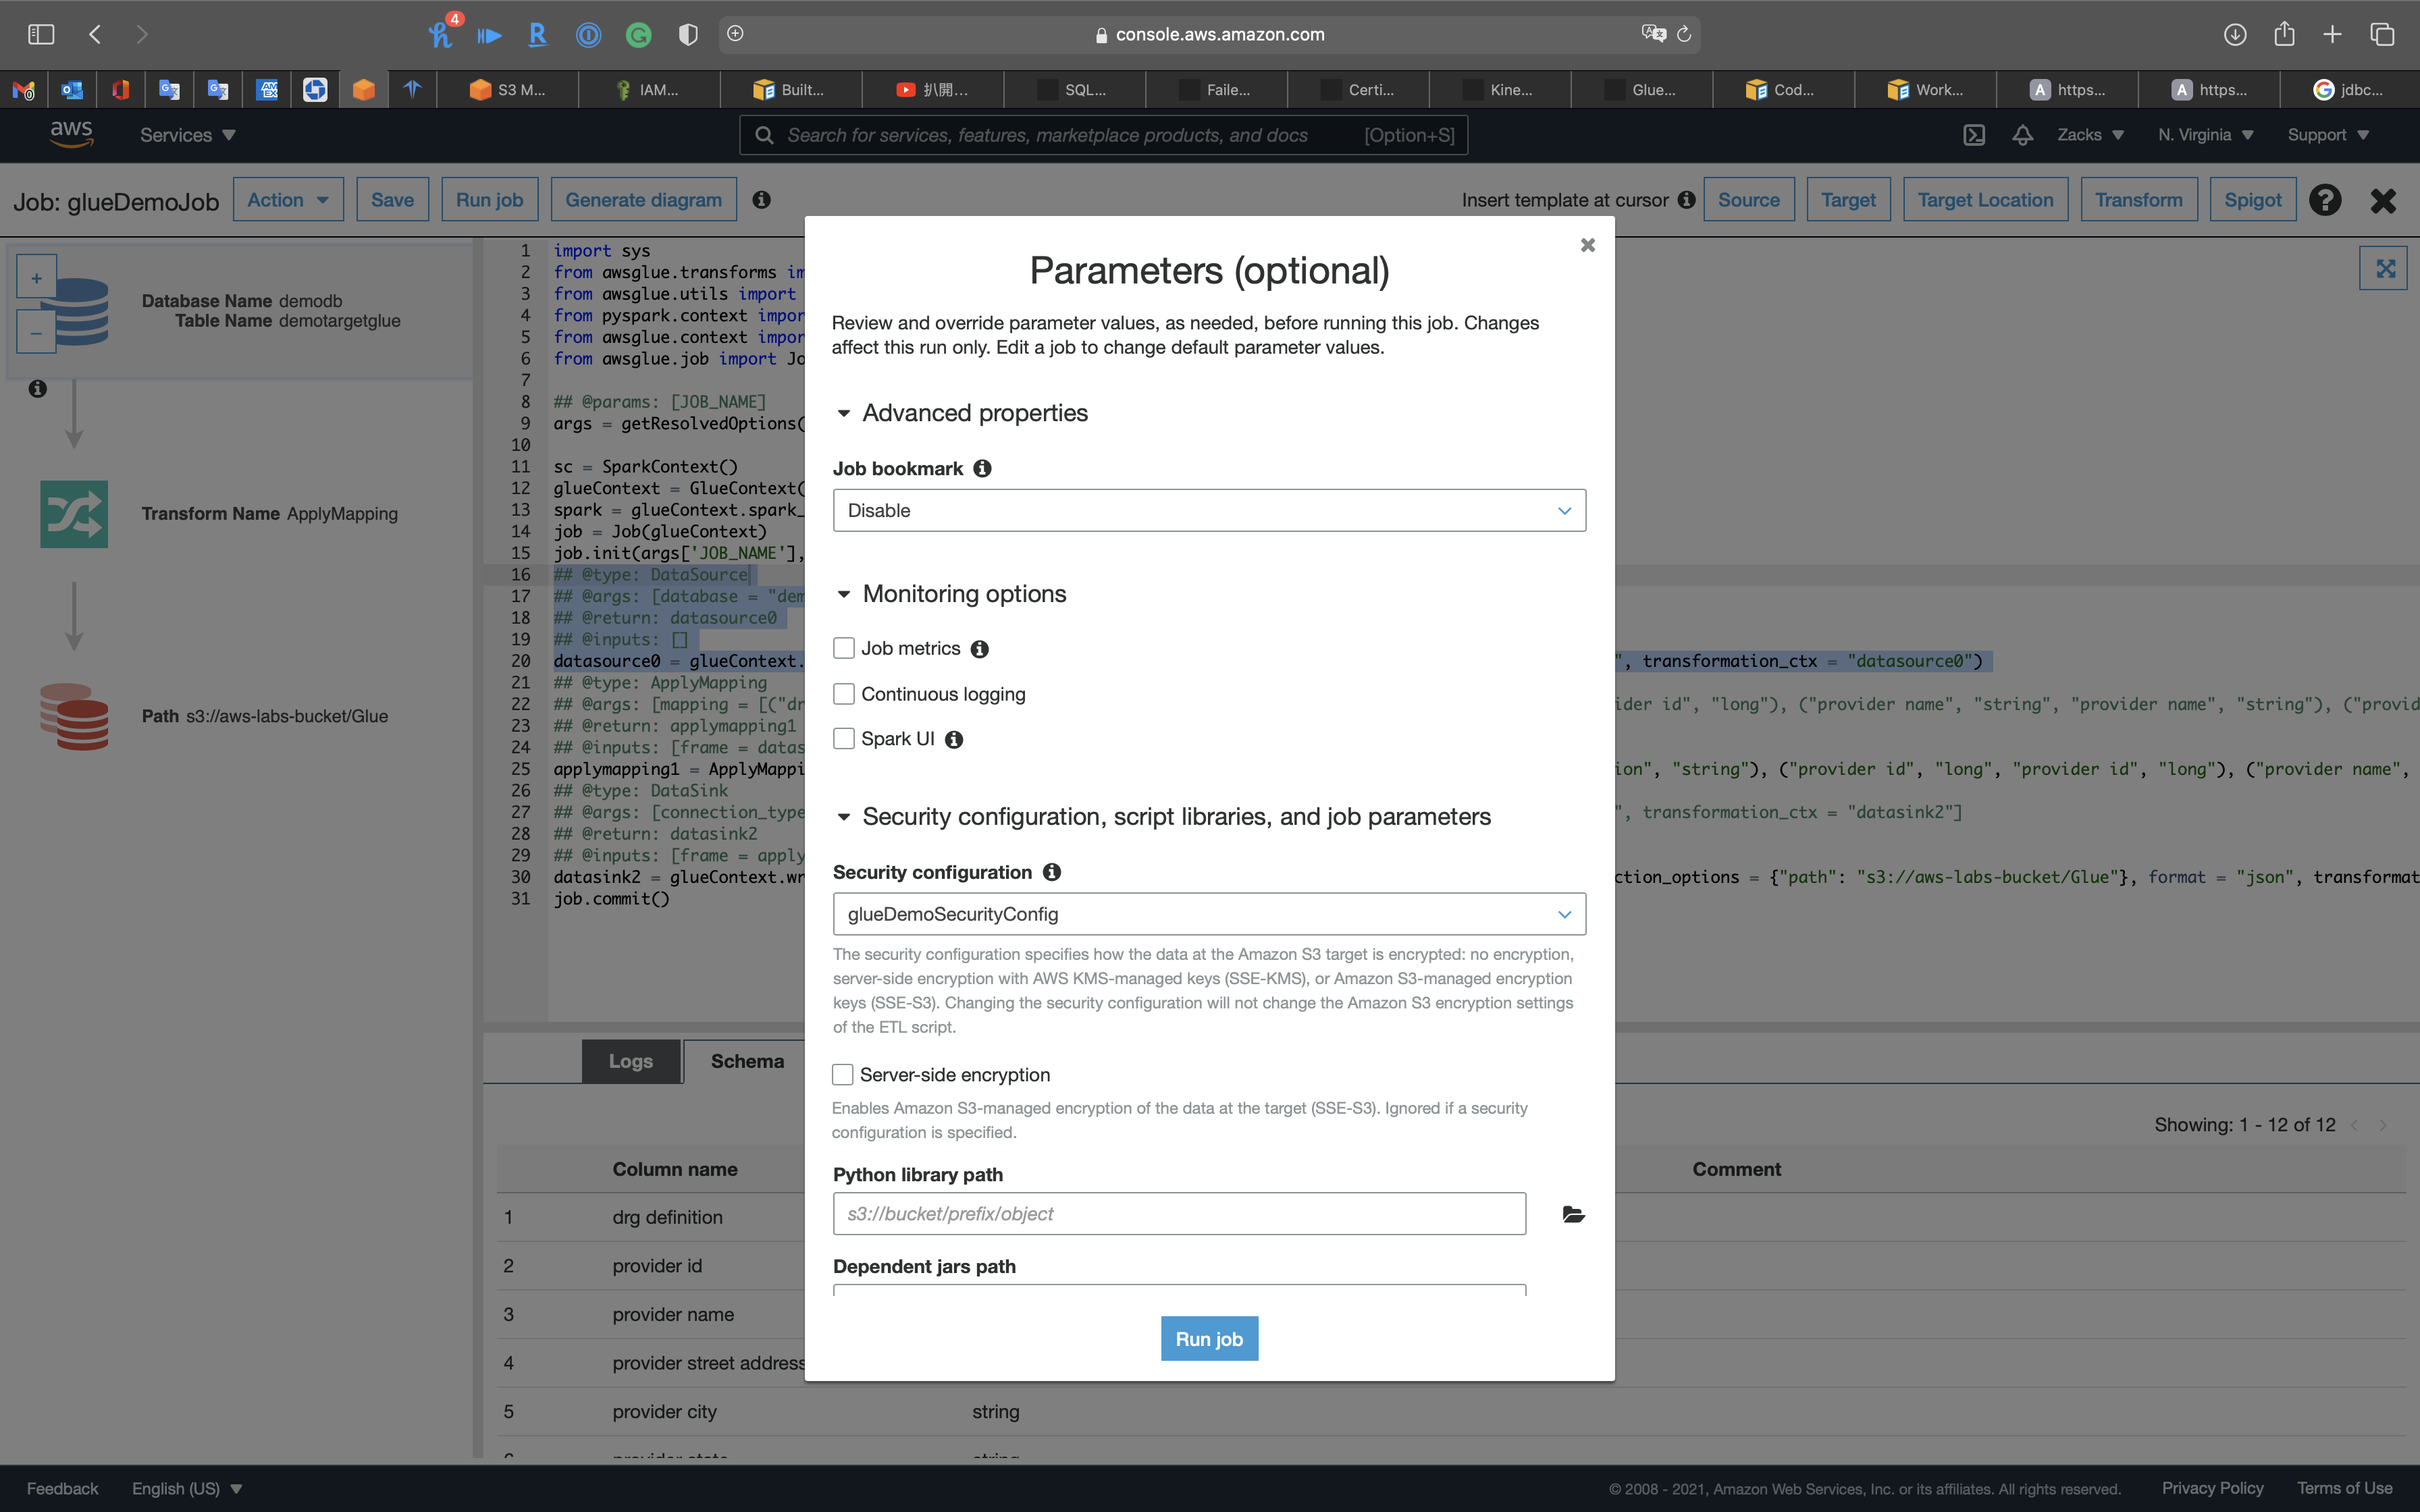 4
console.aws.amazon.com
S3 M...
IAM...
Built...
扒開...
SQL...
Faile...
Certi...
Kine...
Glue...
Cod...
Work...
https...
https...
jdbc...
aws
Services
Search for services, features, marketplace products, and docs [Option+S]
Zacks
N. Virginia
Support
Job: glueDemoJob
Action
Save
Run job
Generate diagram
Insert template at cursor
Source
Target
Target Location
Transform
Spigot
Database Name demodb
Table Name demotargetglue
Transform Name ApplyMapping
Path s3://aws-labs-bucket/Glue
1 import sys
2 from awsglue.transforms im
3 from awsglue.utils import
4 from pyspark.context impor
5 from awsglue.context impor
6 from awsglue.job import Jo
7
8 ## @params: [JOB_NAME]
9 args = getResolvedOptions(
10
11 sc = SparkContext()
12 glueContext = GlueContext(
13 spark = glueContext.spark_
14 job = Job(glueContext)
15 job.init(args['JOB_NAME'],
16 ## @type: DataSource
17 ## @args: [database = "dem
18 ## @return: datasource0
19 ## @inputs: []
20 datasource0 = glueContext. ", transformation_ctx = "datasource0")
21 ## @type: ApplyMapping
22 ## @args: [mapping = [("dr ider id", "long"), ("provider name", "string", "provider name", "string"), ("provid
23 ## @return: applymapping1
24 ## @inputs: [frame = datas
25 applymapping1 = ApplyMappi ion", "string"), ("provider id", "long", "provider id", "long"), ("provider name",
26 ## @type: DataSink
27 ## @args: [connection_type ", transformation_ctx = "datasink2"]
28 ## @return: datasink2
29 ## @inputs: [frame = apply
30 datasink2 = glueContext.wr ction_options = {"path": "s3://aws-labs-bucket/Glue"}, format = "json", transformat
31 job.commit()
Parameters (optional)
Review and override parameter values, as needed, before running this job. Changes
affect this run only. Edit a job to change default parameter values.
Advanced properties
Job bookmark
Disable
Monitoring options
Job metrics
Continuous logging
Spark UI
Security configuration, script libraries, and job parameters
Security configuration
glueDemoSecurityConfig
The security configuration specifies how the data at the Amazon S3 target is encrypted: no encryption,
server-side encryption with AWS KMS-managed keys (SSE-KMS), or Amazon S3-managed encryption
keys (SSE-S3). Changing the security configuration will not change the Amazon S3 encryption settings
of the ETL script.
Server-side encryption
Enables Amazon S3-managed encryption of the data at the target (SSE-S3). Ignored if a security
configuration is specified.
Python library path
s3://bucket/prefix/object
Dependent jars path
Run job
Logs
Schema
Showing: 1 - 12 of 12
Column name
Comment
1 drg definition
2 provider id
3 provider name
4 provider street address
5 provider city string
Feedback
English (US)
© 2008 - 2021, Amazon Web Services, Inc. or its affiliates. All rights reserved.
Privacy Policy
Terms of Use